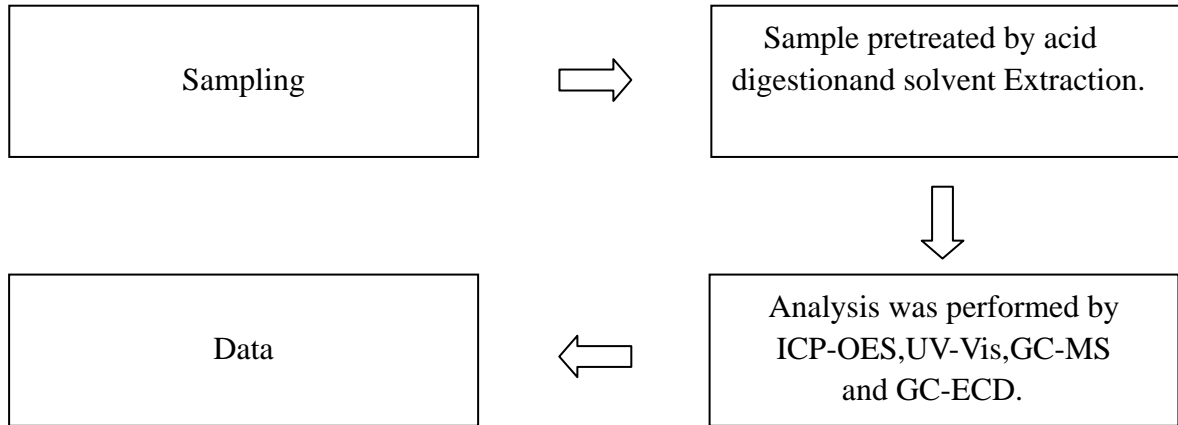 Sampling
Sample pretreated by acid
digestionand solvent Extraction.
Analysis was performed by
ICP-OES,UV-Vis,GC-MS
and GC-ECD.
Data